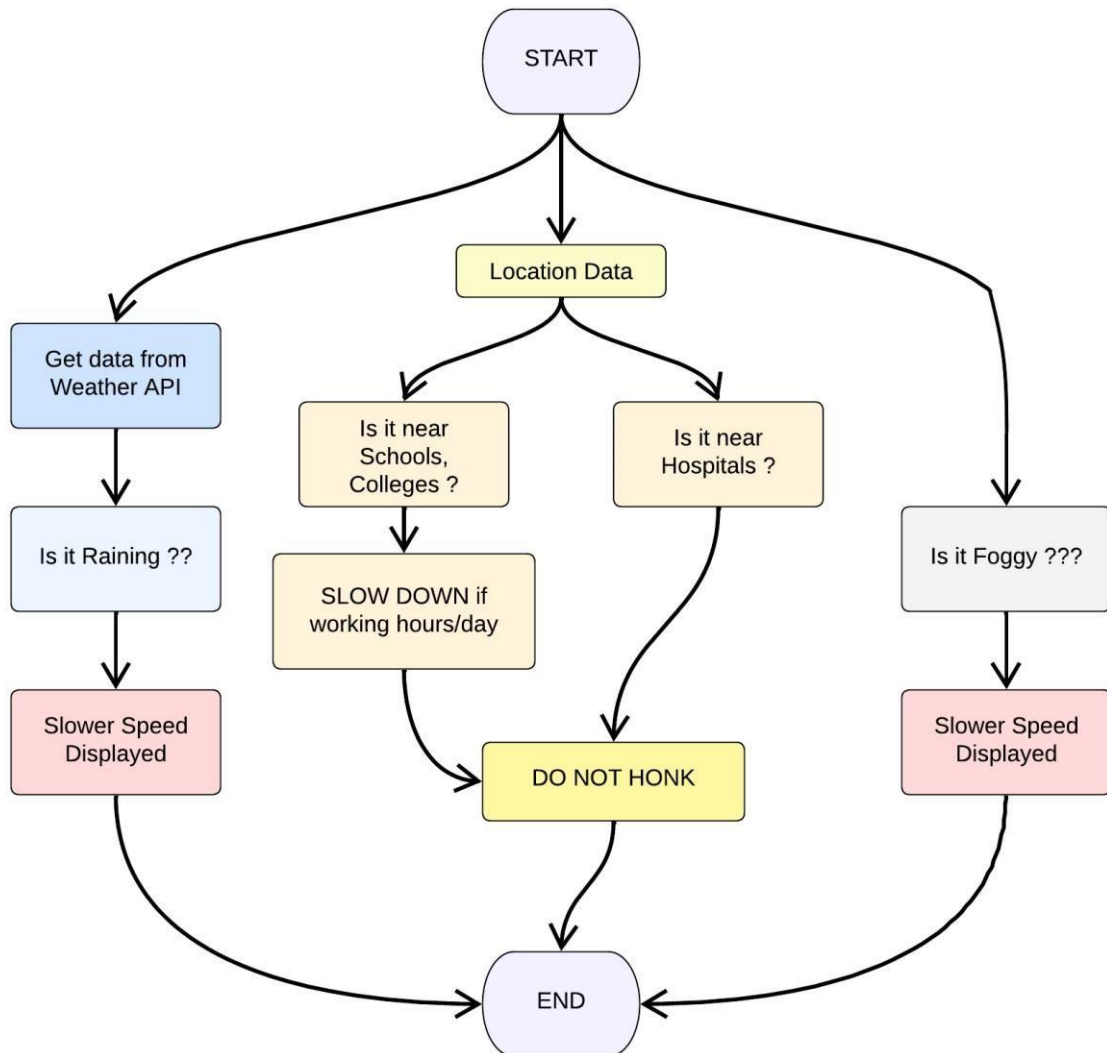 START
Location Data
Get data from
Weather API
Is it near
Schools,
Colleges ?
Is it near
Hospitals ?
Is it Raining ??
Is it Foggy ???
SLOW DOWN if
working hours/day
Slower Speed
Displayed
Slower Speed
Displayed
DO NOT HONK
END